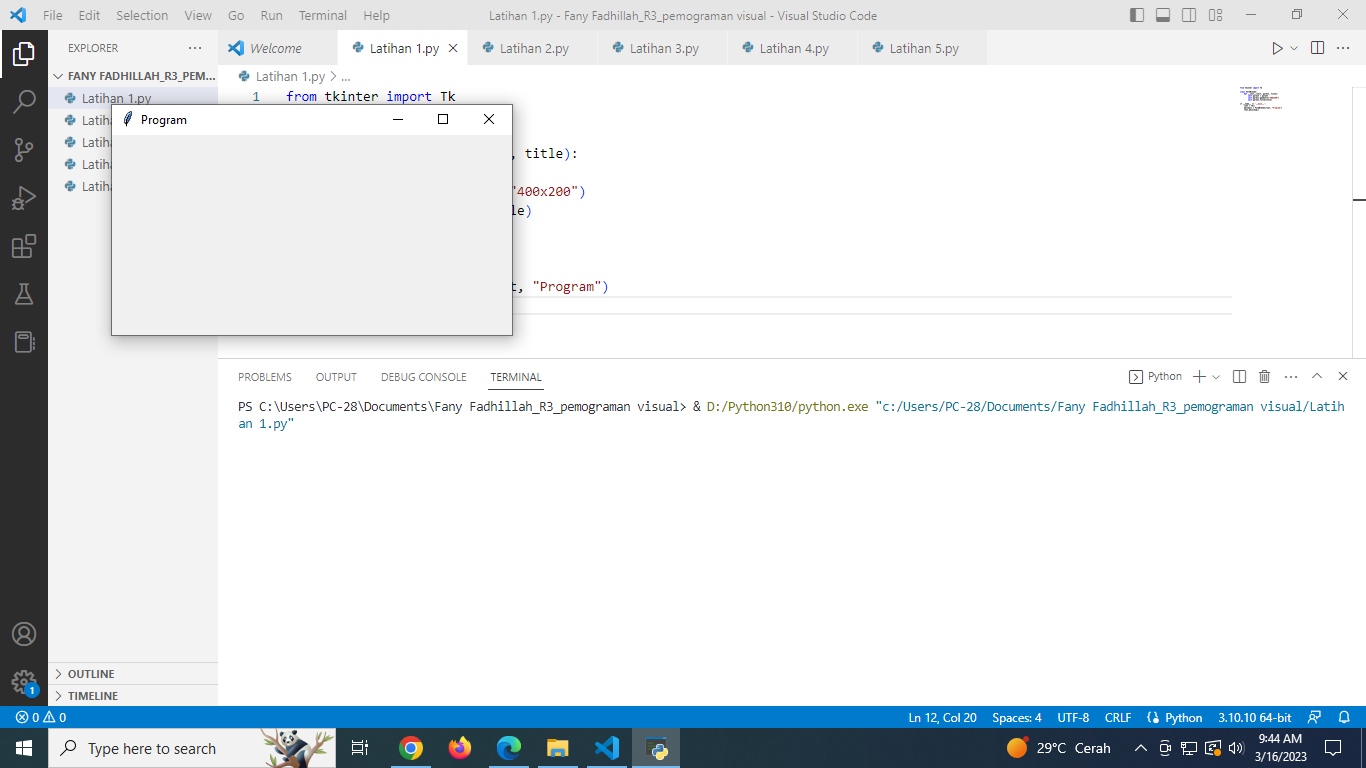 File Edit Selection View Go Run Terminal Help
Latihan 1.py - Fany Fadhillah_R3_pemograman visual - Visual Studio Code
EXPLORER
Welcome
Latihan 1.py
Latihan 2.py
Latihan 3.py
Latihan 4.py
Latihan 5.py
FANY FADHILLAH_R3_PEM...
Latihan 1.py > ...
Latihan 1.py
Latiha
Latiha
Latiha
Latiha
1 from tkinter import Tk
Program
, title):
"400x200")
le)
t, "Program")
PROBLEMS OUTPUT DEBUG CONSOLE TERMINAL
Python
PS C:\Users\PC-28\Documents\Fany Fadhillah_R3_pemograman visual> & D:/Python310/python.exe "c:/Users/PC-28/Documents/Fany Fadhillah_R3_pemograman visual/Latih
an 1.py"
OUTLINE
TIMELINE
1
0 0
Ln 12, Col 20 Spaces: 4 UTF-8 CRLF Python 3.10.10 64-bit
Type here to search
29°C Cerah
9:44 AM
3/16/2023